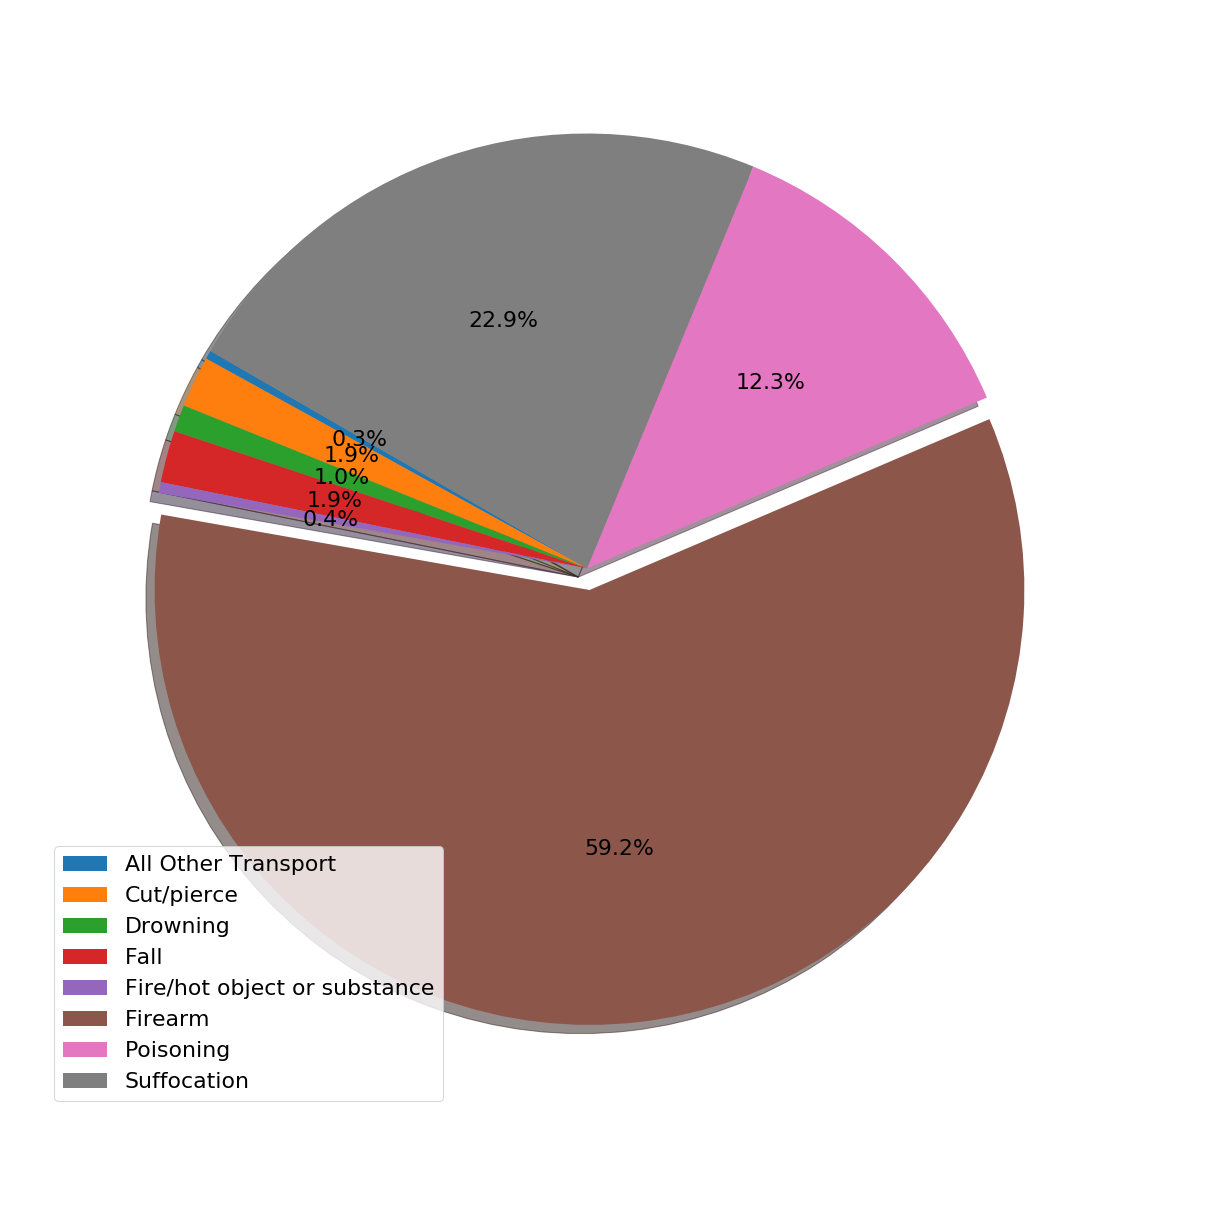 22.9%
12.3%
0.3%
1.9%
1.0%
1.9%
0.4%
59.2%
All Other Transport
Cut/pierce
Drowning
Fall
Fire/hot object or substance
Firearm
Poisoning
Suffocation